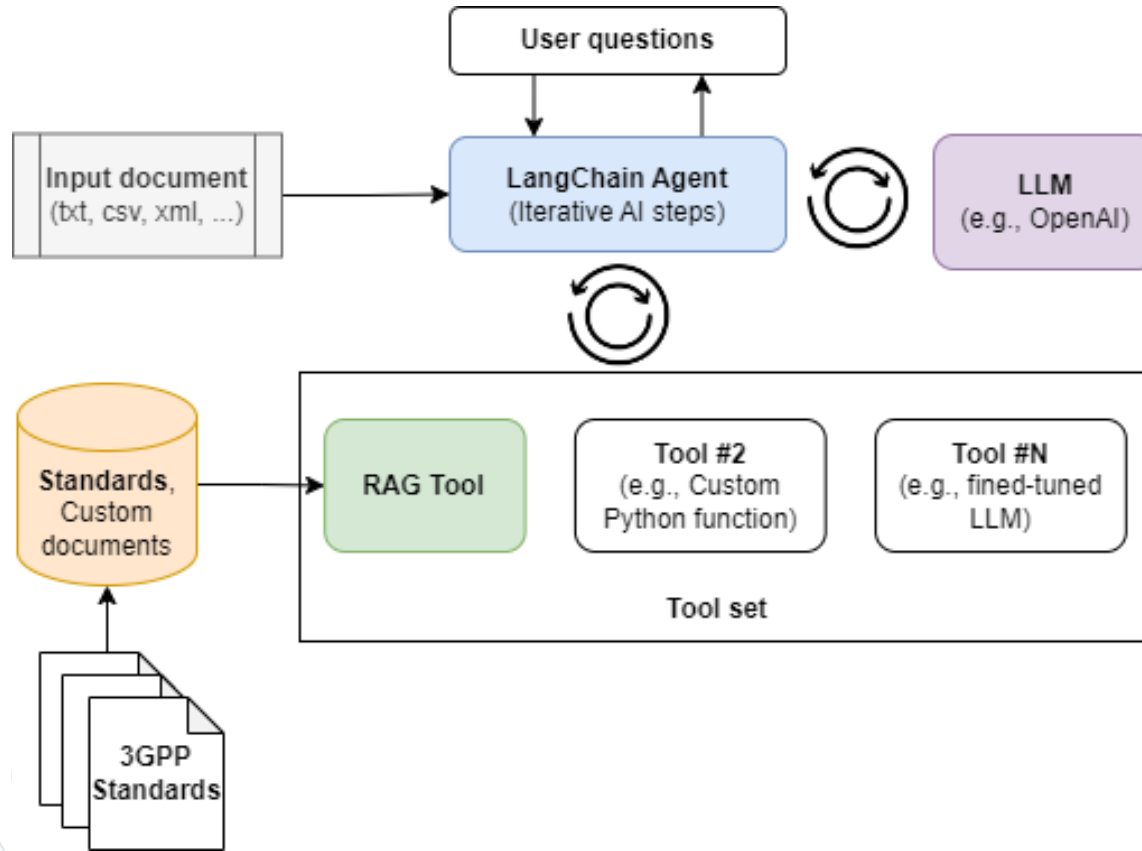 User questions
Input document
(txt, csv, xml, ...)
LangChain Agent
(Iterative AI steps)
LLM
(e.g., OpenAI)
Standards,
Custom
documents
RAG Tool
Tool #2
(e.g., Custom
Python function)
Tool #N
(e.g., fined-tuned
LLM)
Tool set
3GPP
Standards